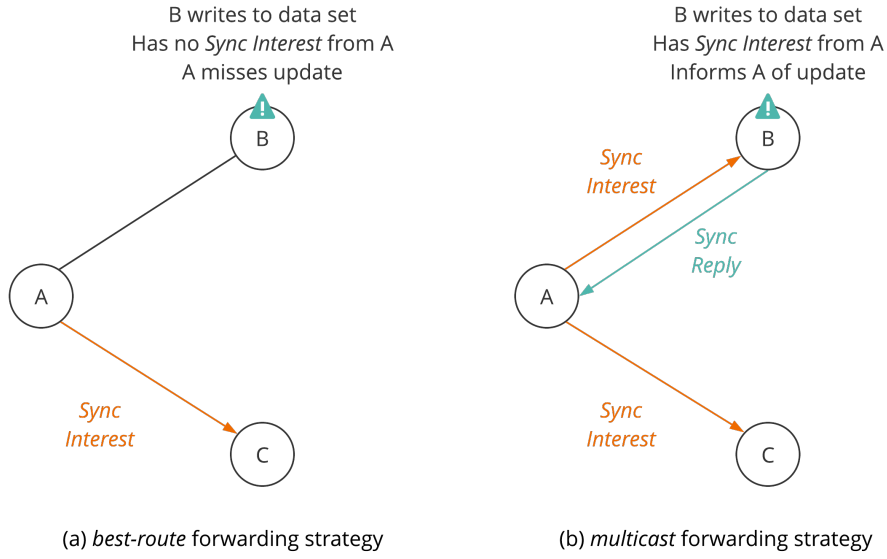 B writes to data set
Has no Sync Interest from A
A misses update
!
B
A
Sync
Interest
C
(a) best-route forwarding strategy
B writes to data set
Has Sync Interest from A
Informs A of update
!
B
Sync
Interest
Sync
Reply
A
Sync
Interest
C
(b) multicast forwarding strategy